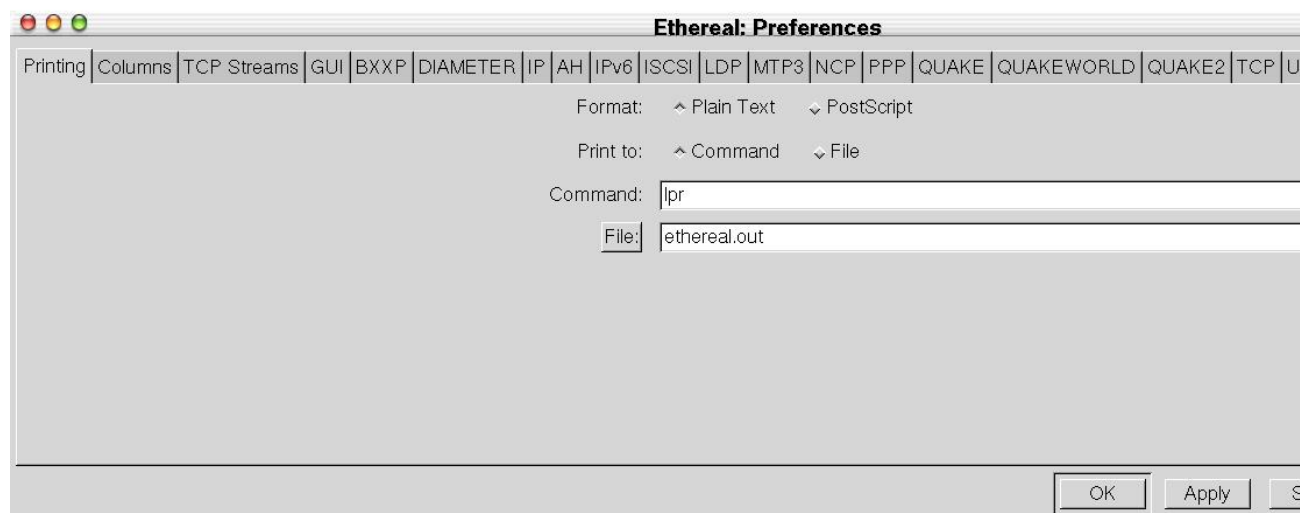 Ethereal: Preferences
Printing Columns TCP Streams GUI BXXP DIAMETER IP AH IPv6 ISCSI LDP MTP3 NCP PPP QUAKE QUAKEWORLD QUAKE2 TCP U
Format: Plain Text PostScript
Print to: Command File
Command: lpr
File: ethereal.out
OK Apply S